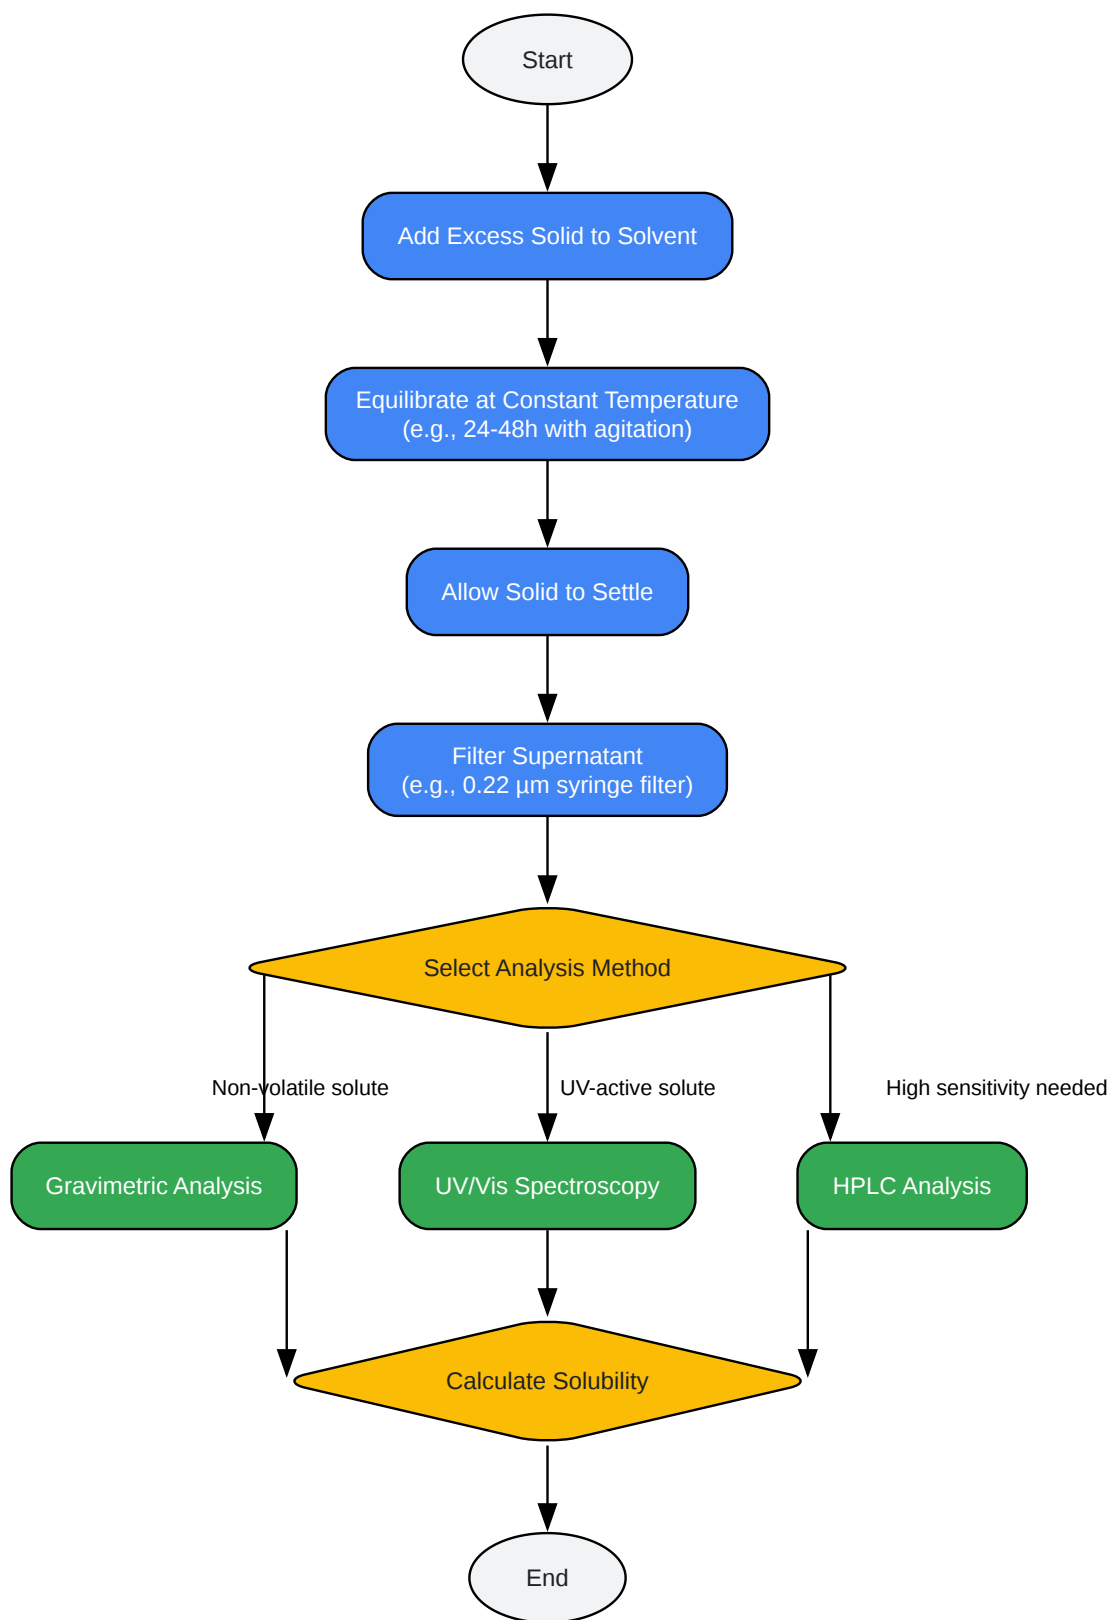 Start
Add Excess Solid to Solvent
Equilibrate at Constant Temperature
(e.g., 24-48h with agitation)
Allow Solid to Settle
Filter Supernatant
(e.g., 0.22 µm syringe filter)
Select Analysis Method
Non-volatile solute
UV-active solute
High sensitivity needed
Gravimetric Analysis
UV/Vis Spectroscopy
HPLC Analysis
Calculate Solubility
End